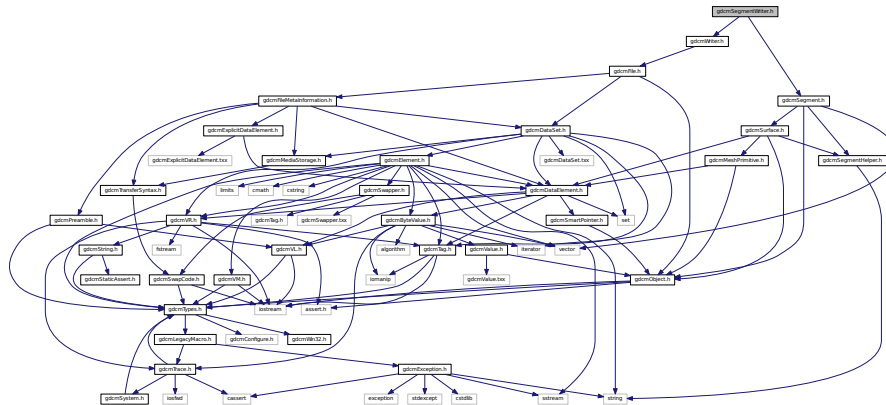 gdcmSegmentWriter.h
gdcmWriter.h
gdcmFile.h
gdcmFileMetaInformation.h
gdcmSegment.h
gdcmExplicitDataElement.h
gdcmDataSet.h
gdcmSurface.h
gdcmExplicitDataElement.txx
gdcmMediaStorage.h
gdcmElement.h
gdcmDataSet.txx
gdcmMeshPrimitive.h
gdcmSegmentHelper.h
gdcmTransferSyntax.h
limits
cmath
cstring
gdcmSwapper.h
gdcmDataElement.h
gdcmPreamble.h
gdcmVR.h
gdcmTag.h
gdcmSwapper.txx
gdcmByteValue.h
gdcmSmartPointer.h
set
gdcmString.h
fstream
gdcmVL.h
algorithm
gdcmTag.h
gdcmValue.h
iterator
vector
gdcmStaticAssert.h
gdcmSwapCode.h
gdcmVM.h
iomanip
gdcmValue.txx
gdcmObject.h
gdcmTypes.h
iostream
assert.h
gdcmLegacyMacro.h
gdcmConfigure.h
gdcmWin32.h
gdcmTrace.h
gdcmException.h
gdcmSystem.h
iosfwd
cassert
exception
stdexcept
cstdlib
sstream
string